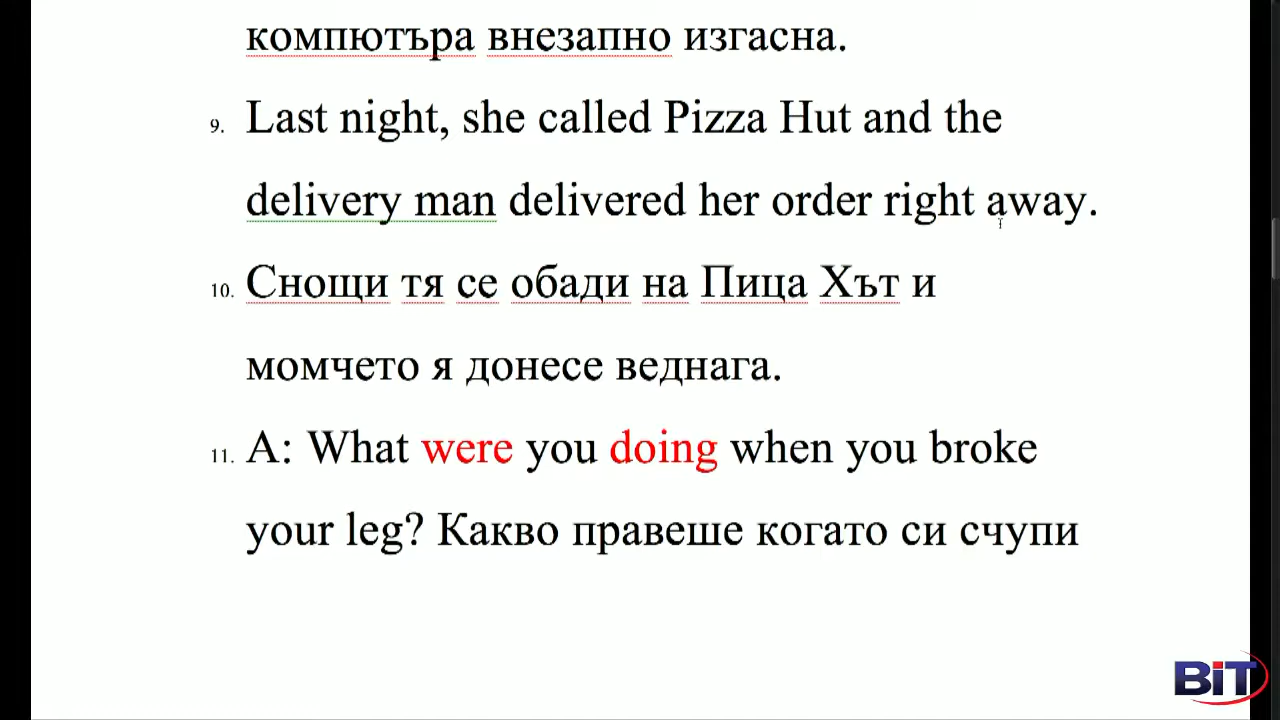 компютъра внезапно изгасна.
9. Last night, she called Pizza Hut and the
delivery man delivered her order right away.
10. Снощи тя се обади на Пица Хът и
момчето я донесе веднага.
11. A: What were you doing when you broke
your leg? Какво правеше когато си счупи
BiT